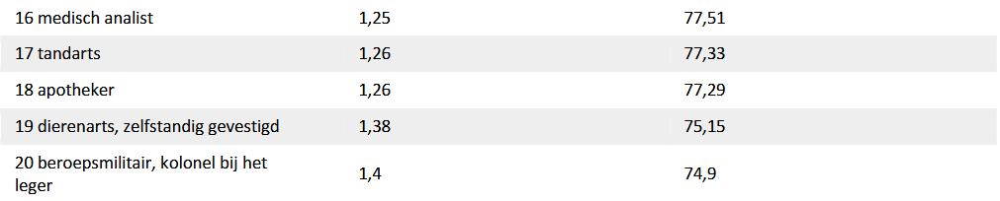 16 medisch analist 1,25 77,51
17 tandarts 1,26 77,33
18 apotheker 1,26 77,29
19 dierenarts, zelfstandig gevestigd 1,38 75,15
20 beroepsmilitair, kolonel bij het
leger 1,4 74,9